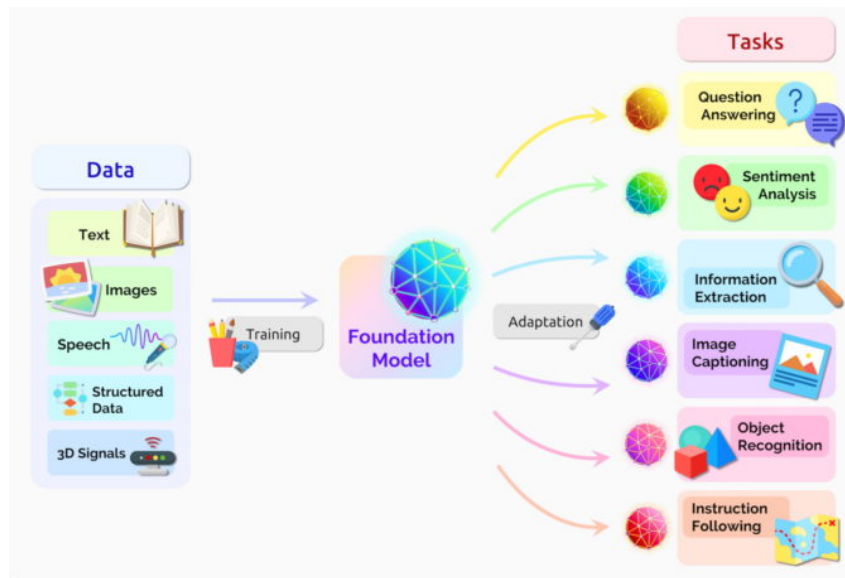 Data
Text
Images
Speech
Structured
Data
3D Signals
Training
Foundation
Model
Adaptation
Tasks
Question
Answering
?
Sentiment
Analysis
Information
Extraction
Image
Captioning
Object
Recognition
Instruction
Following